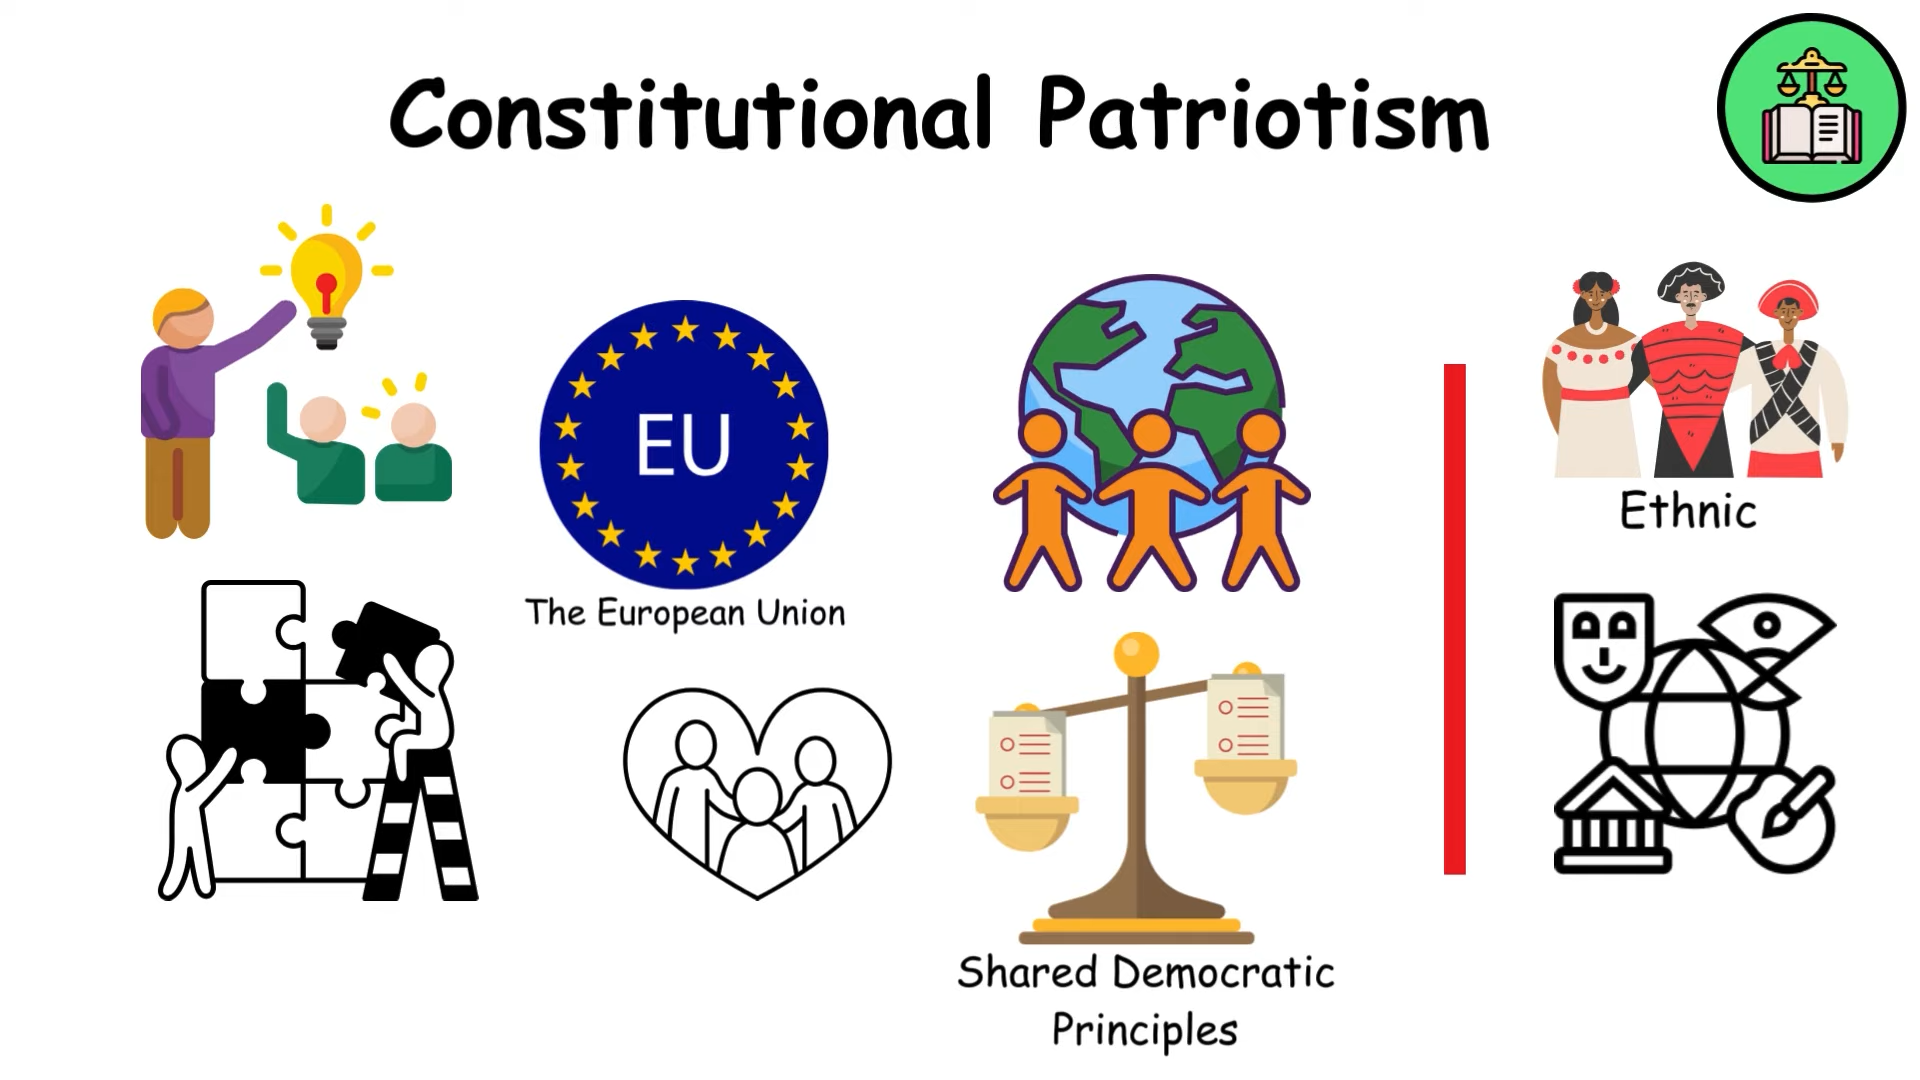 Constitutional Patriotism
EU
The European Union
Ethnic
Shared Democratic
Principles